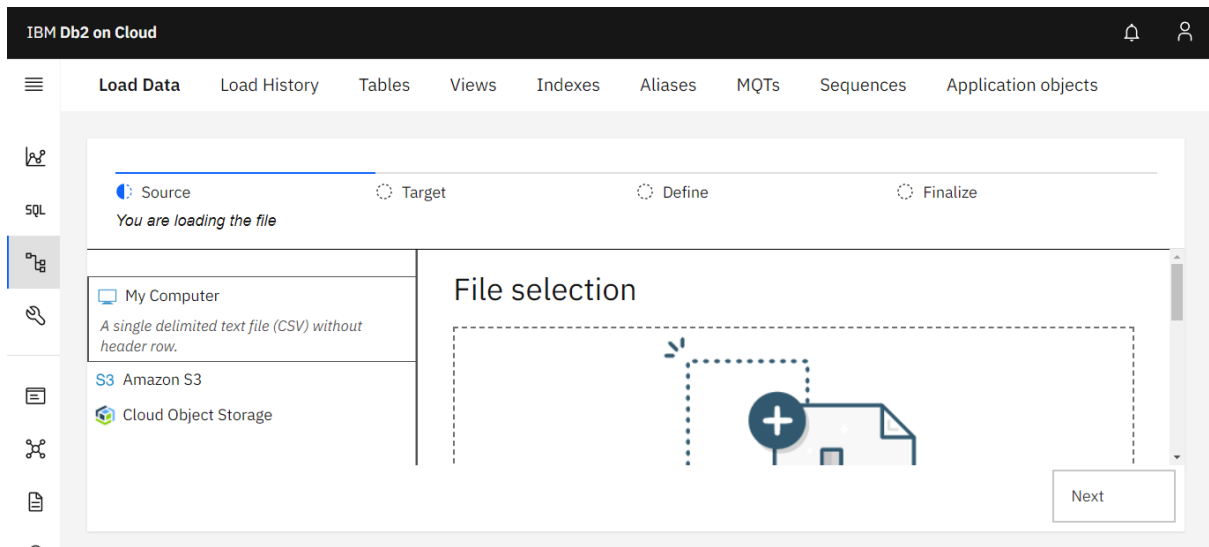 IBM Db2 on Cloud
Load Data Load History Tables Views Indexes Aliases MQTs Sequences Application objects
Source Target Define Finalize
You are loading the file
SQL
My Computer
A single delimited text file (CSV) without
header row.
S3 Amazon S3
Cloud Object Storage
File selection
Next